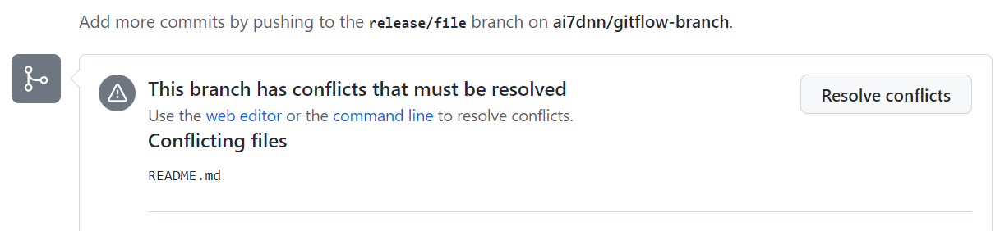 Add more commits by pushing to the release/file branch on ai7dnn/gitflow-branch.
This branch has conflicts that must be resolved
Resolve conflicts
Use the web editor or the command line to resolve conflicts.
Conflicting files
README.md